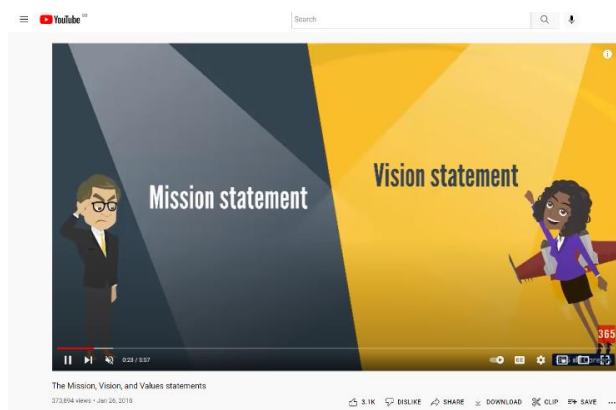 YouTube
Search
Mission statement
Vision statement
365
0:23 / 5:57
The Mission, Vision, and Values statements
373,894 views • Jan 26, 2018
3.1K DISLIKE SHARE DOWNLOAD CLIP SAVE ...